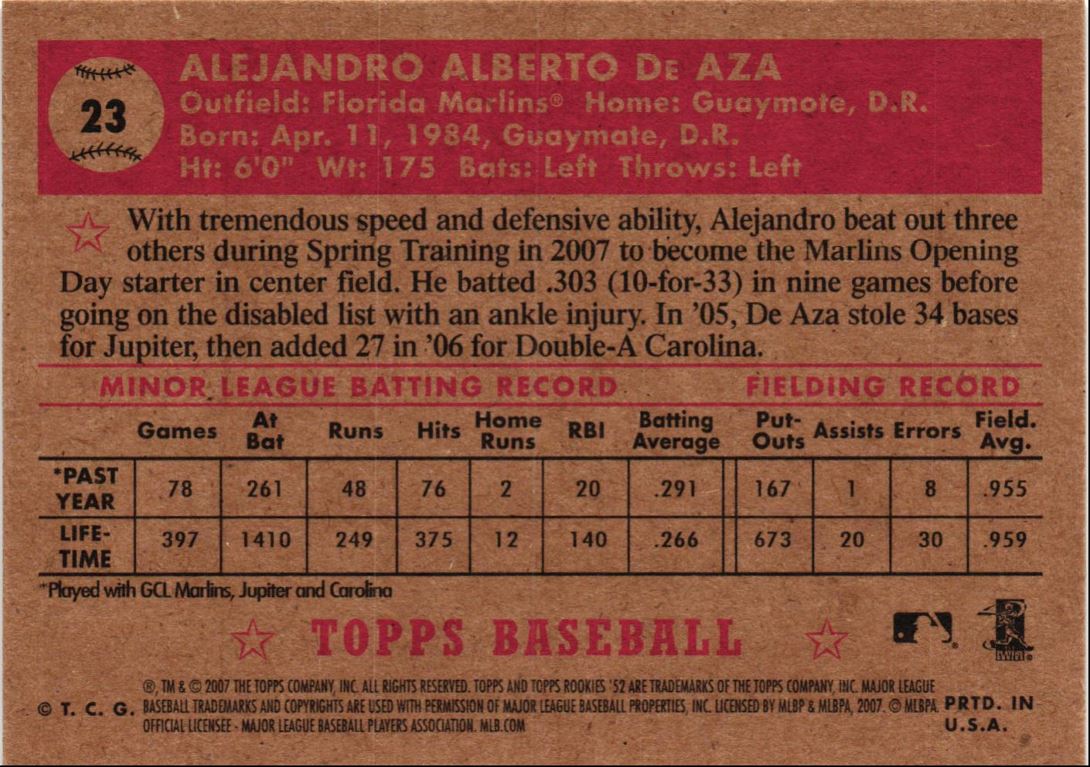 23
ALEJANDRO ALBERTO DE AZA
Outfield: Florida Marlins® Home: Guaymote, D.R.
Born: Apr. 11, 1984, Guaymate, D.R.
Ht: 6'0" Wt: 175 Bats: Left Throws: Left
With tremendous speed and defensive ability, Alejandro beat out three
others during Spring Training in 2007 to become the Marlins Opening
Day starter in center field. He batted .303 (10-for-33) in nine games before
going on the disabled list with an ankle injury. In '05, De Aza stole 34 bases
for Jupiter, then added 27 in '06 for Double-A Carolina.
MINOR LEAGUE BATTING RECORD FIELDING RECORD
Games At Bat Runs Hits Home Runs RBI Batting Average Put-Outs Assists Errors Field. Avg.
*PAST YEAR 78 261 48 76 2 20 .291 167 1 8 .955
LIFE-TIME 397 1410 249 375 12 140 .266 673 20 30 .959
*Played with GCL Marlins, Jupiter and Carolina
TOPPS BASEBALL
®, TM & © 2007 THE TOPPS COMPANY, INC. ALL RIGHTS RESERVED. TOPPS AND TOPPS ROOKIES '52 ARE TRADEMARKS OF THE TOPPS COMPANY, INC. MAJOR LEAGUE
© T. C. G. BASEBALL TRADEMARKS AND COPYRIGHTS ARE USED WITH PERMISSION OF MAJOR LEAGUE BASEBALL PROPERTIES, INC. LICENSED BY MLBP & MLBPA, 2007. © MLBPA PRTD. IN
OFFICIAL LICENSEE - MAJOR LEAGUE BASEBALL PLAYERS ASSOCIATION. MLB.COM U.S.A.